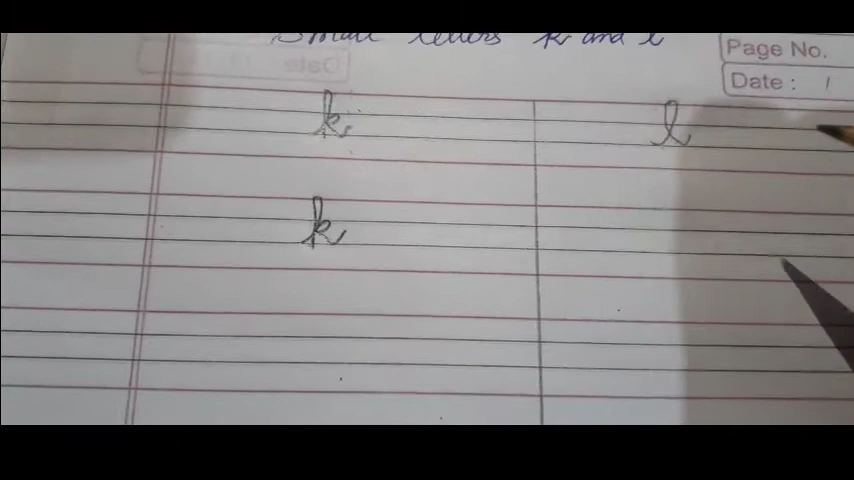 Small letters k and l
Page No.
Date :
k l
k